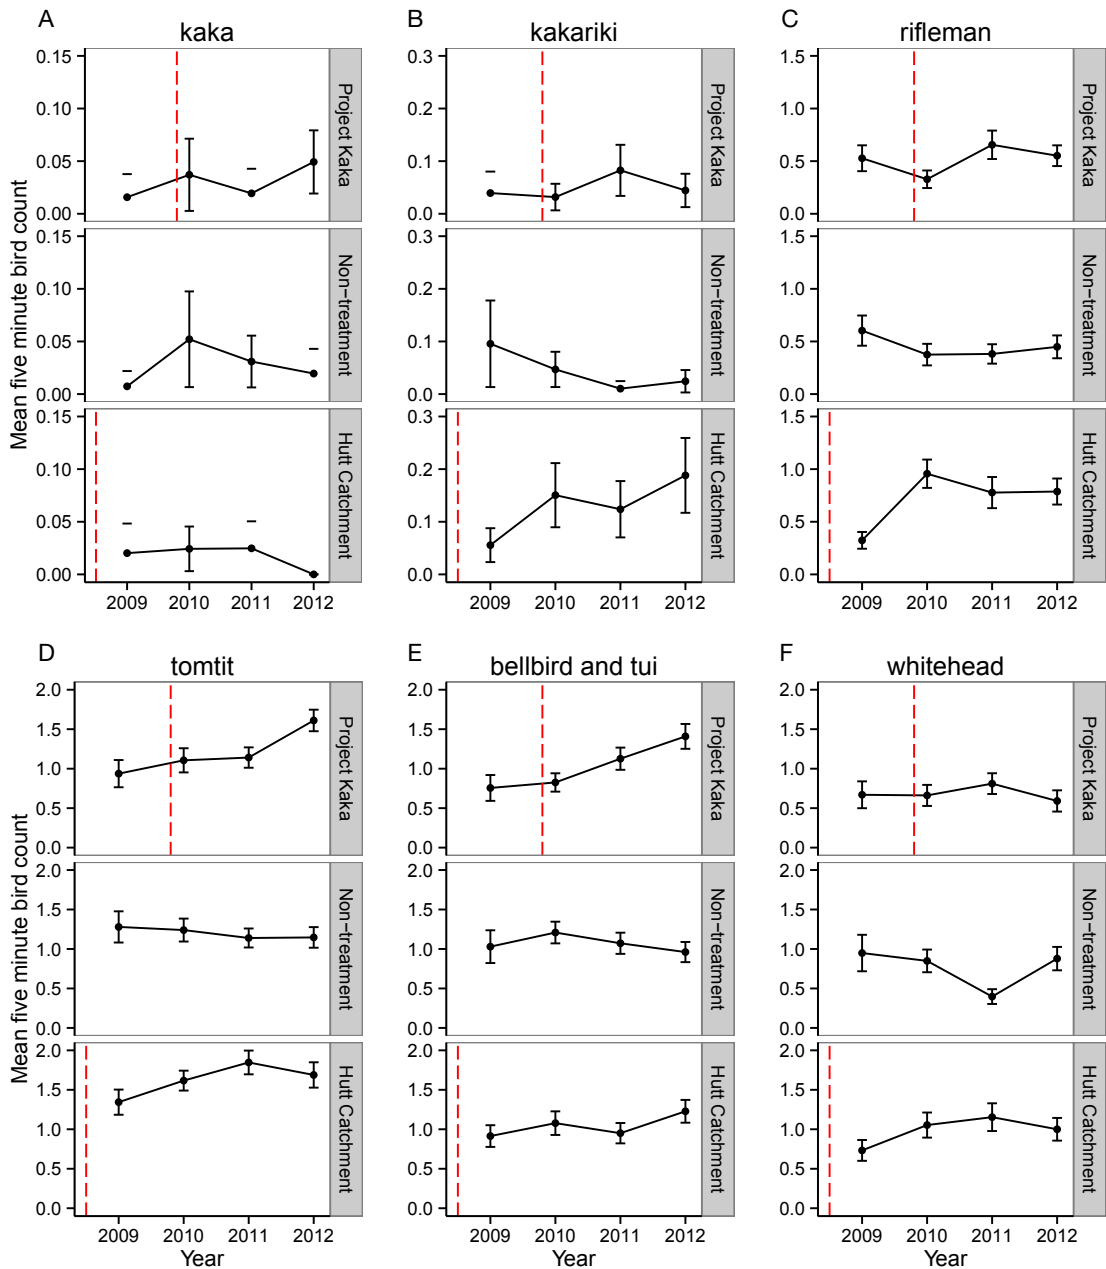 A
B
C
kaka
kakariki
rifleman
Mean five minute bird count
0.15
0.10
0.05
0.00
Project Kaka
0.3
0.2
0.1
0.0
Project Kaka
1.5
1.0
0.5
0.0
Project Kaka
0.15
0.10
0.05
0.00
Non−treatment
0.3
0.2
0.1
0.0
Non−treatment
1.5
1.0
0.5
0.0
Non−treatment
0.15
0.10
0.05
0.00
Hutt Catchment
0.3
0.2
0.1
0.0
Hutt Catchment
1.5
1.0
0.5
0.0
Hutt Catchment
2009 2010 2011 2012
2009 2010 2011 2012
2009 2010 2011 2012
D
E
F
tomtit
bellbird and tui
whitehead
Mean five minute bird count
2.0
1.5
1.0
0.5
0.0
Project Kaka
2.0
1.5
1.0
0.5
0.0
Project Kaka
2.0
1.5
1.0
0.5
0.0
Project Kaka
2.0
1.5
1.0
0.5
0.0
Non−treatment
2.0
1.5
1.0
0.5
0.0
Non−treatment
2.0
1.5
1.0
0.5
0.0
Non−treatment
2.0
1.5
1.0
0.5
0.0
Hutt Catchment
2.0
1.5
1.0
0.5
0.0
Hutt Catchment
2.0
1.5
1.0
0.5
0.0
Hutt Catchment
2009 2010 2011 2012
2009 2010 2011 2012
2009 2010 2011 2012
Year
Year
Year